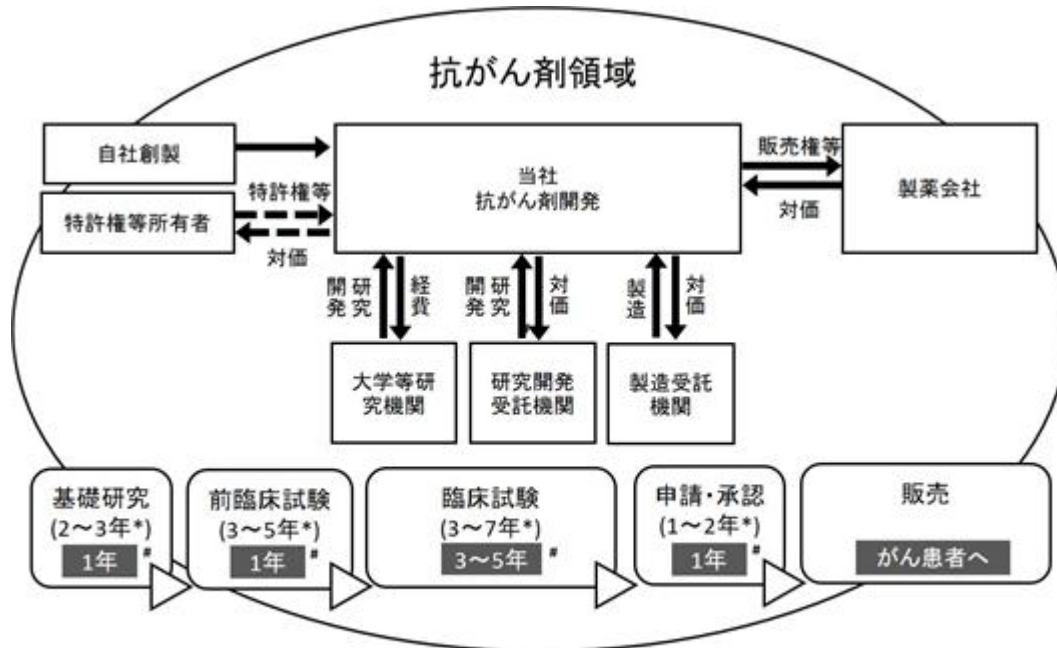 抗がん剤領域
自社創製
特許権等所有者
特許権等
対価
当社
抗がん剤開発
販売権等
対価
製薬会社
研究
開発
経費
研究
開発
対価
製造
対価
大学等研
究機関
研究開発
受託機関
製造受託
機関
基礎研究
(2～3年*)
1年 #
前臨床試験
(3～5年*)
1年 #
臨床試験
(3～7年*)
3～5年 #
申請・承認
(1～2年*)
1年 #
販売
がん患者へ